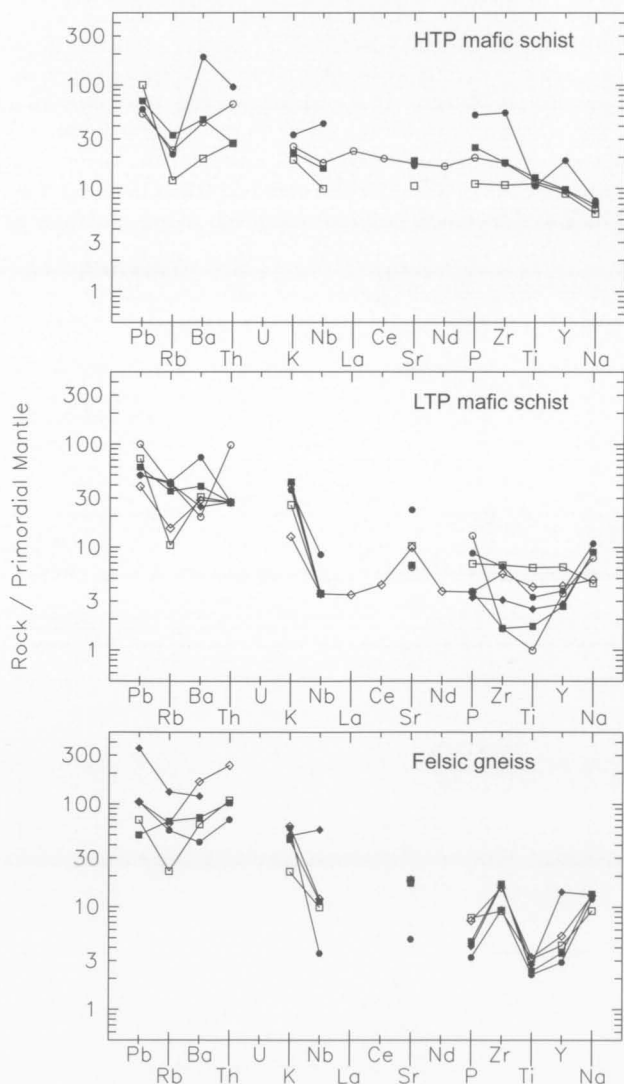 HTP mafic schist
300
100
30
10
3
1
Pb Ba Th U K Nb La Ce Sr Nd P Zr Ti Y Na
Rb
LTP mafic schist
300
100
30
10
3
1
Pb Ba U Nb Ce Nd Zr Y
Rb Th K La Sr P Ti Na
Felsic gneiss
300
100
30
10
3
1
Pb Ba U Nb Ce Nd Zr Y
Rb Th K La Sr P Ti Na
Rock / Primordial Mantle